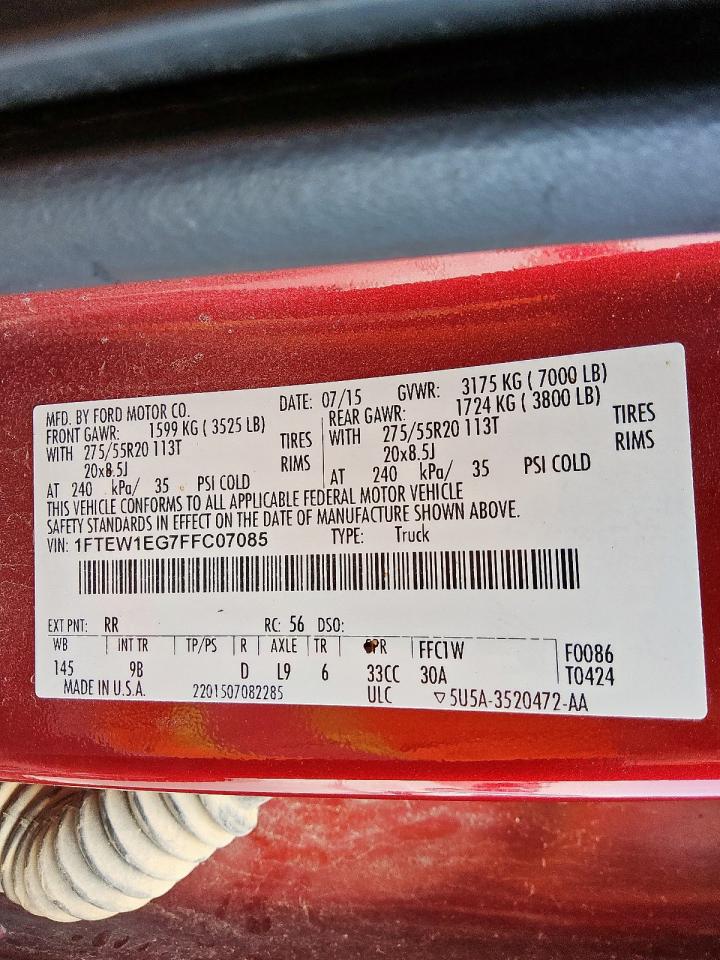 MFD. BY FORD MOTOR CO. DATE: 07/15 GVWR: 3175 KG ( 7000 LB)
FRONT GAWR: 1599 KG ( 3525 LB) REAR GAWR: 1724 KG ( 3800 LB)
WITH 275/55R20 113T TIRES WITH 275/55R20 113T TIRES
20x8.5J RIMS 20x8.5J RIMS
AT 240 kPa/ 35 PSI COLD AT 240 kPa/ 35 PSI COLD
THIS VEHICLE CONFORMS TO ALL APPLICABLE FEDERAL MOTOR VEHICLE
SAFETY STANDARDS IN EFFECT ON THE DATE OF MANUFACTURE SHOWN ABOVE.
VIN: 1FTEW1EG7FFC07085 TYPE: Truck
EXT PNT: RR RC: 56 DSO:
WB INT TR TP/PS R AXLE TR FFC1W F0086
145 9B D L9 6 33CC 30A T0424
MADE IN U.S.A. 2201507082285 ULC ▽5U5A-3520472-AA